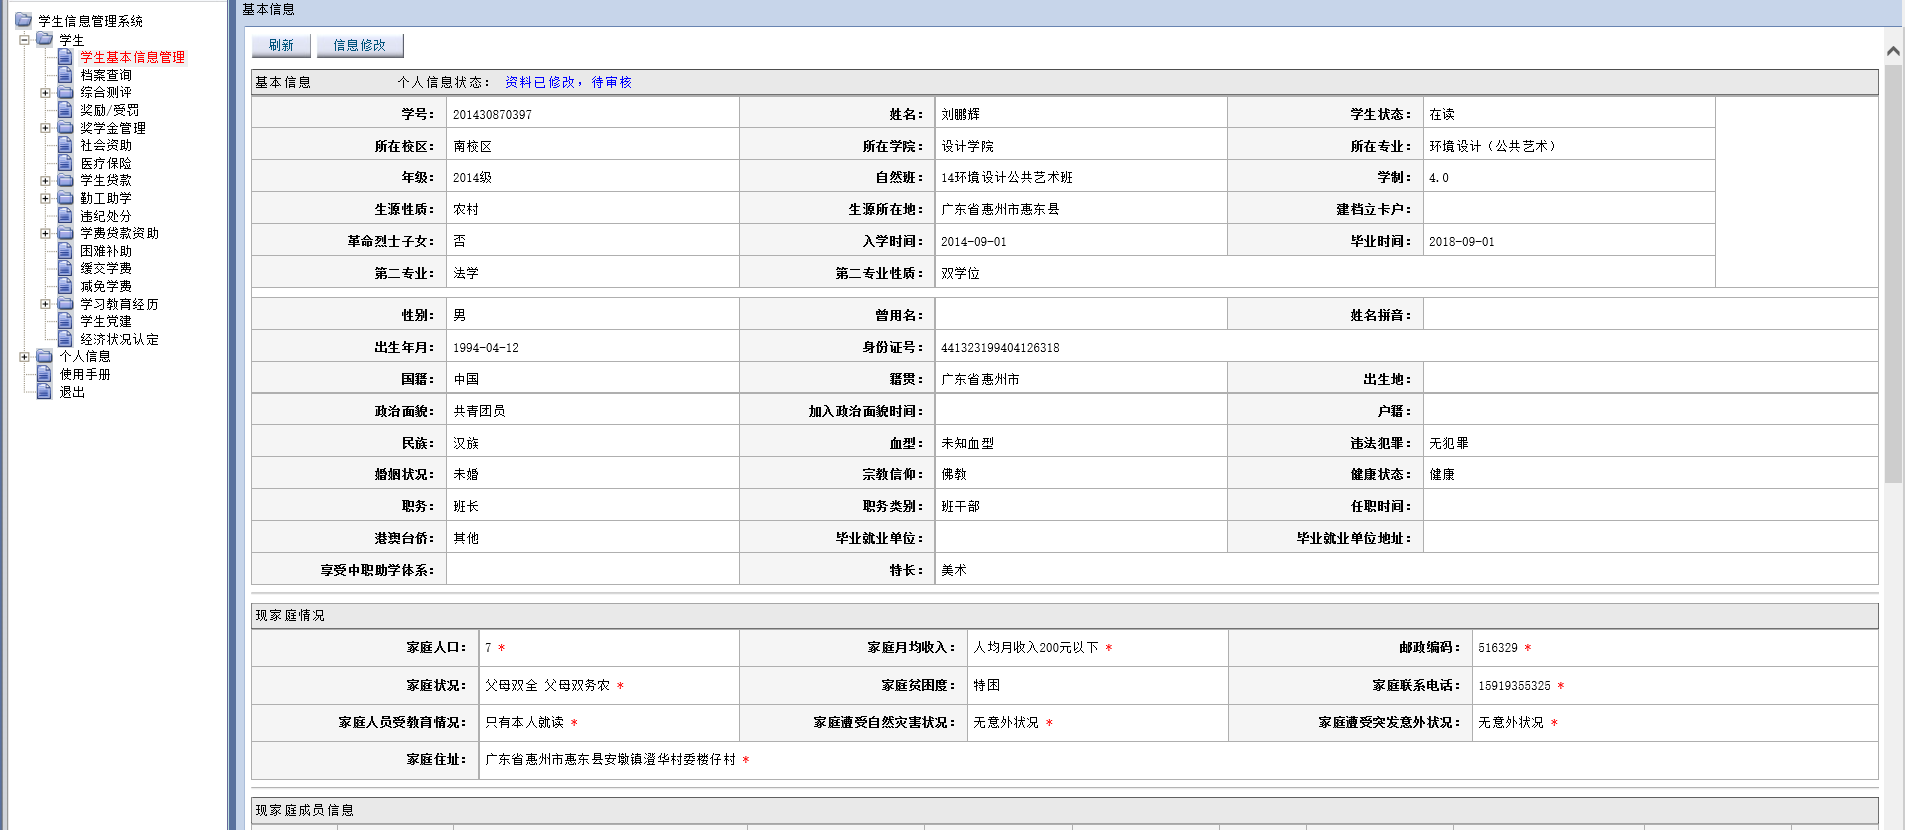 学生信息管理系统
学生
学生基本信息管理
档案查询
综合测评
奖励/受罚
奖学金管理
社会资助
医疗保险
学生贷款
勤工助学
违纪处分
学费贷款资助
困难补助
缓交学费
减免学费
学习教育经历
学生党建
经济状况认定
个人信息
使用手册
退出
基本信息
刷新 信息修改
基本信息 个人信息状态： 资料已修改，待审核
学号： 201430870397 姓名： 刘鹏辉 学生状态： 在读
所在校区： 南校区 所在学院： 设计学院 所在专业： 环境设计（公共艺术）
年级： 2014级 自然班： 14环境设计公共艺术班 学制： 4.0
生源性质： 农村 生源所在地： 广东省惠州市惠东县 建档立卡户：
革命烈士子女： 否 入学时间： 2014-09-01 毕业时间： 2018-09-01
第二专业： 法学 第二专业性质： 双学位
性别： 男 曾用名： 姓名拼音：
出生年月： 1994-04-12 身份证号： 441323199404126318
国籍： 中国 籍贯： 广东省惠州市 出生地：
政治面貌： 共青团员 加入政治面貌时间： 户籍：
民族： 汉族 血型： 未知血型 违法犯罪： 无犯罪
婚姻状况： 未婚 宗教信仰： 佛教 健康状态： 健康
职务： 班长 职务类别： 班干部 任职时间：
港澳台侨： 其他 毕业就业单位： 毕业就业单位地址：
享受中职助学体系： 特长： 美术
现家庭情况
家庭人口： 7 * 家庭月均收入： 人均月收入200元以下 * 邮政编码： 516329 *
家庭状况： 父母双全 父母双务农 * 家庭贫困度： 特困 家庭联系电话： 15919355325 *
家庭人员受教育情况： 只有本人就读 * 家庭遭受自然灾害状况： 无意外状况 * 家庭遭受突发意外状况： 无意外状况 *
家庭住址： 广东省惠州市惠东县安墩镇澄华村委楼仔村 *
现家庭成员信息